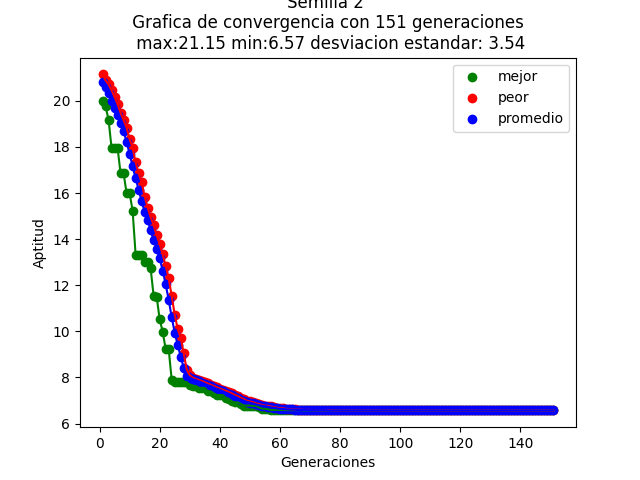 Semilla 2
Grafica de convergencia con 151 generaciones
max:21.15 min:6.57 desviacion estandar: 3.54
mejor
peor
promedio
Aptitud
20
18
16
14
12
10
8
6
0 20 40 60 80 100 120 140
Generaciones